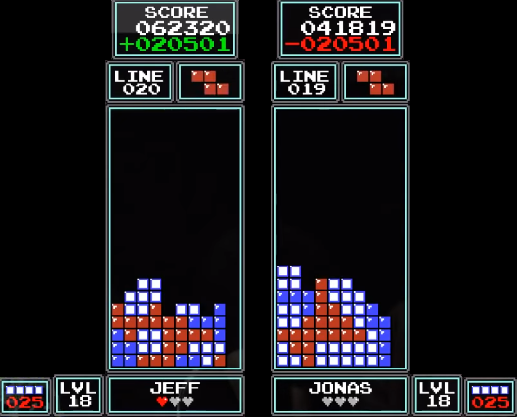 SCORE
062320
+020501
LINE
020
SCORE
041819
-020501
LINE
019
025
LVL
18
JEFF
JONAS
LVL
18
025